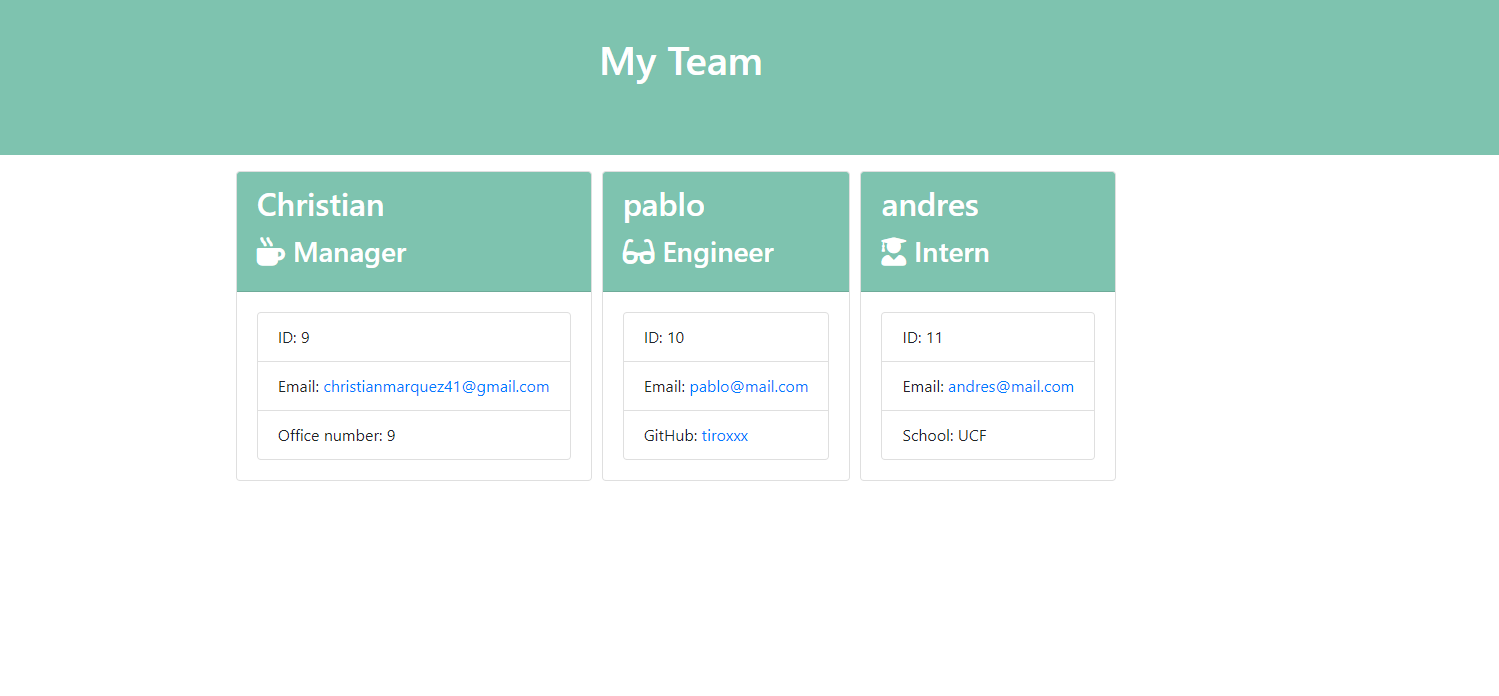 My Team
Christian
Manager
ID: 9
Email: christianmarquez41@gmail.com
Office number: 9
pablo
Engineer
ID: 10
Email: pablo@mail.com
GitHub: tiroxxx
andres
Intern
ID: 11
Email: andres@mail.com
School: UCF